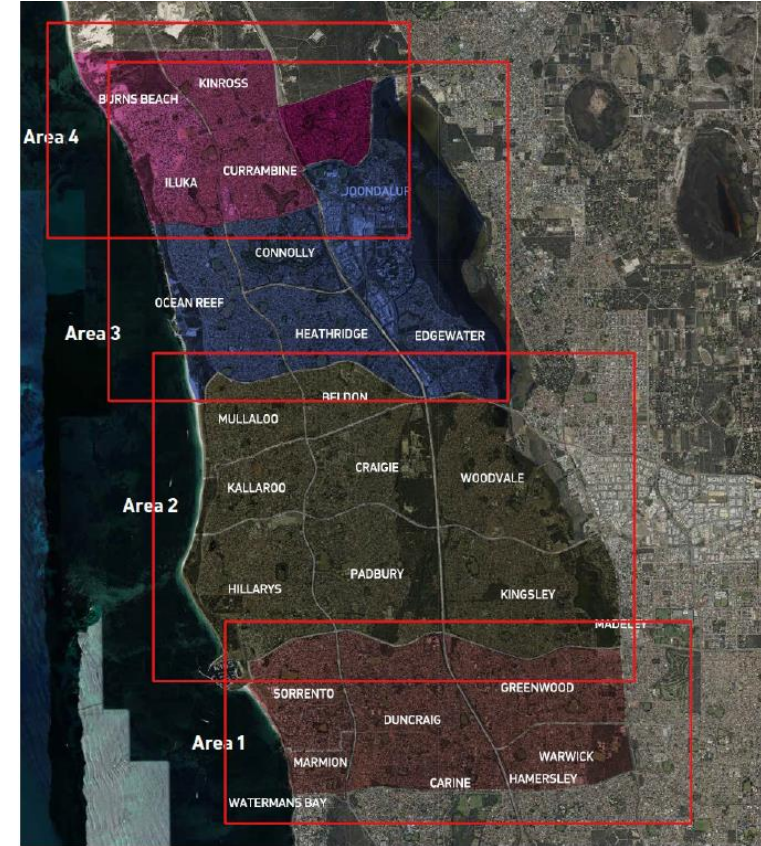 KINROSS
BURNS BEACH
Area 4
CURRAMBINE
ILUKA
JOONDALUP
CONNOLLY
OCEAN REEF
Area 3
HEATHRIDGE
EDGEWATER
BELDON
MULLALOO
CRAIGIE
WOODVALE
KALLAROO
Area 2
PADBURY
HILLARYS
KINGSLEY
MADELEY
GREENWOOD
SORRENTO
DUNCRAIG
Area 1
WARWICK
MARMION
HAMERSLEY
CARINE
WATERMANS BAY